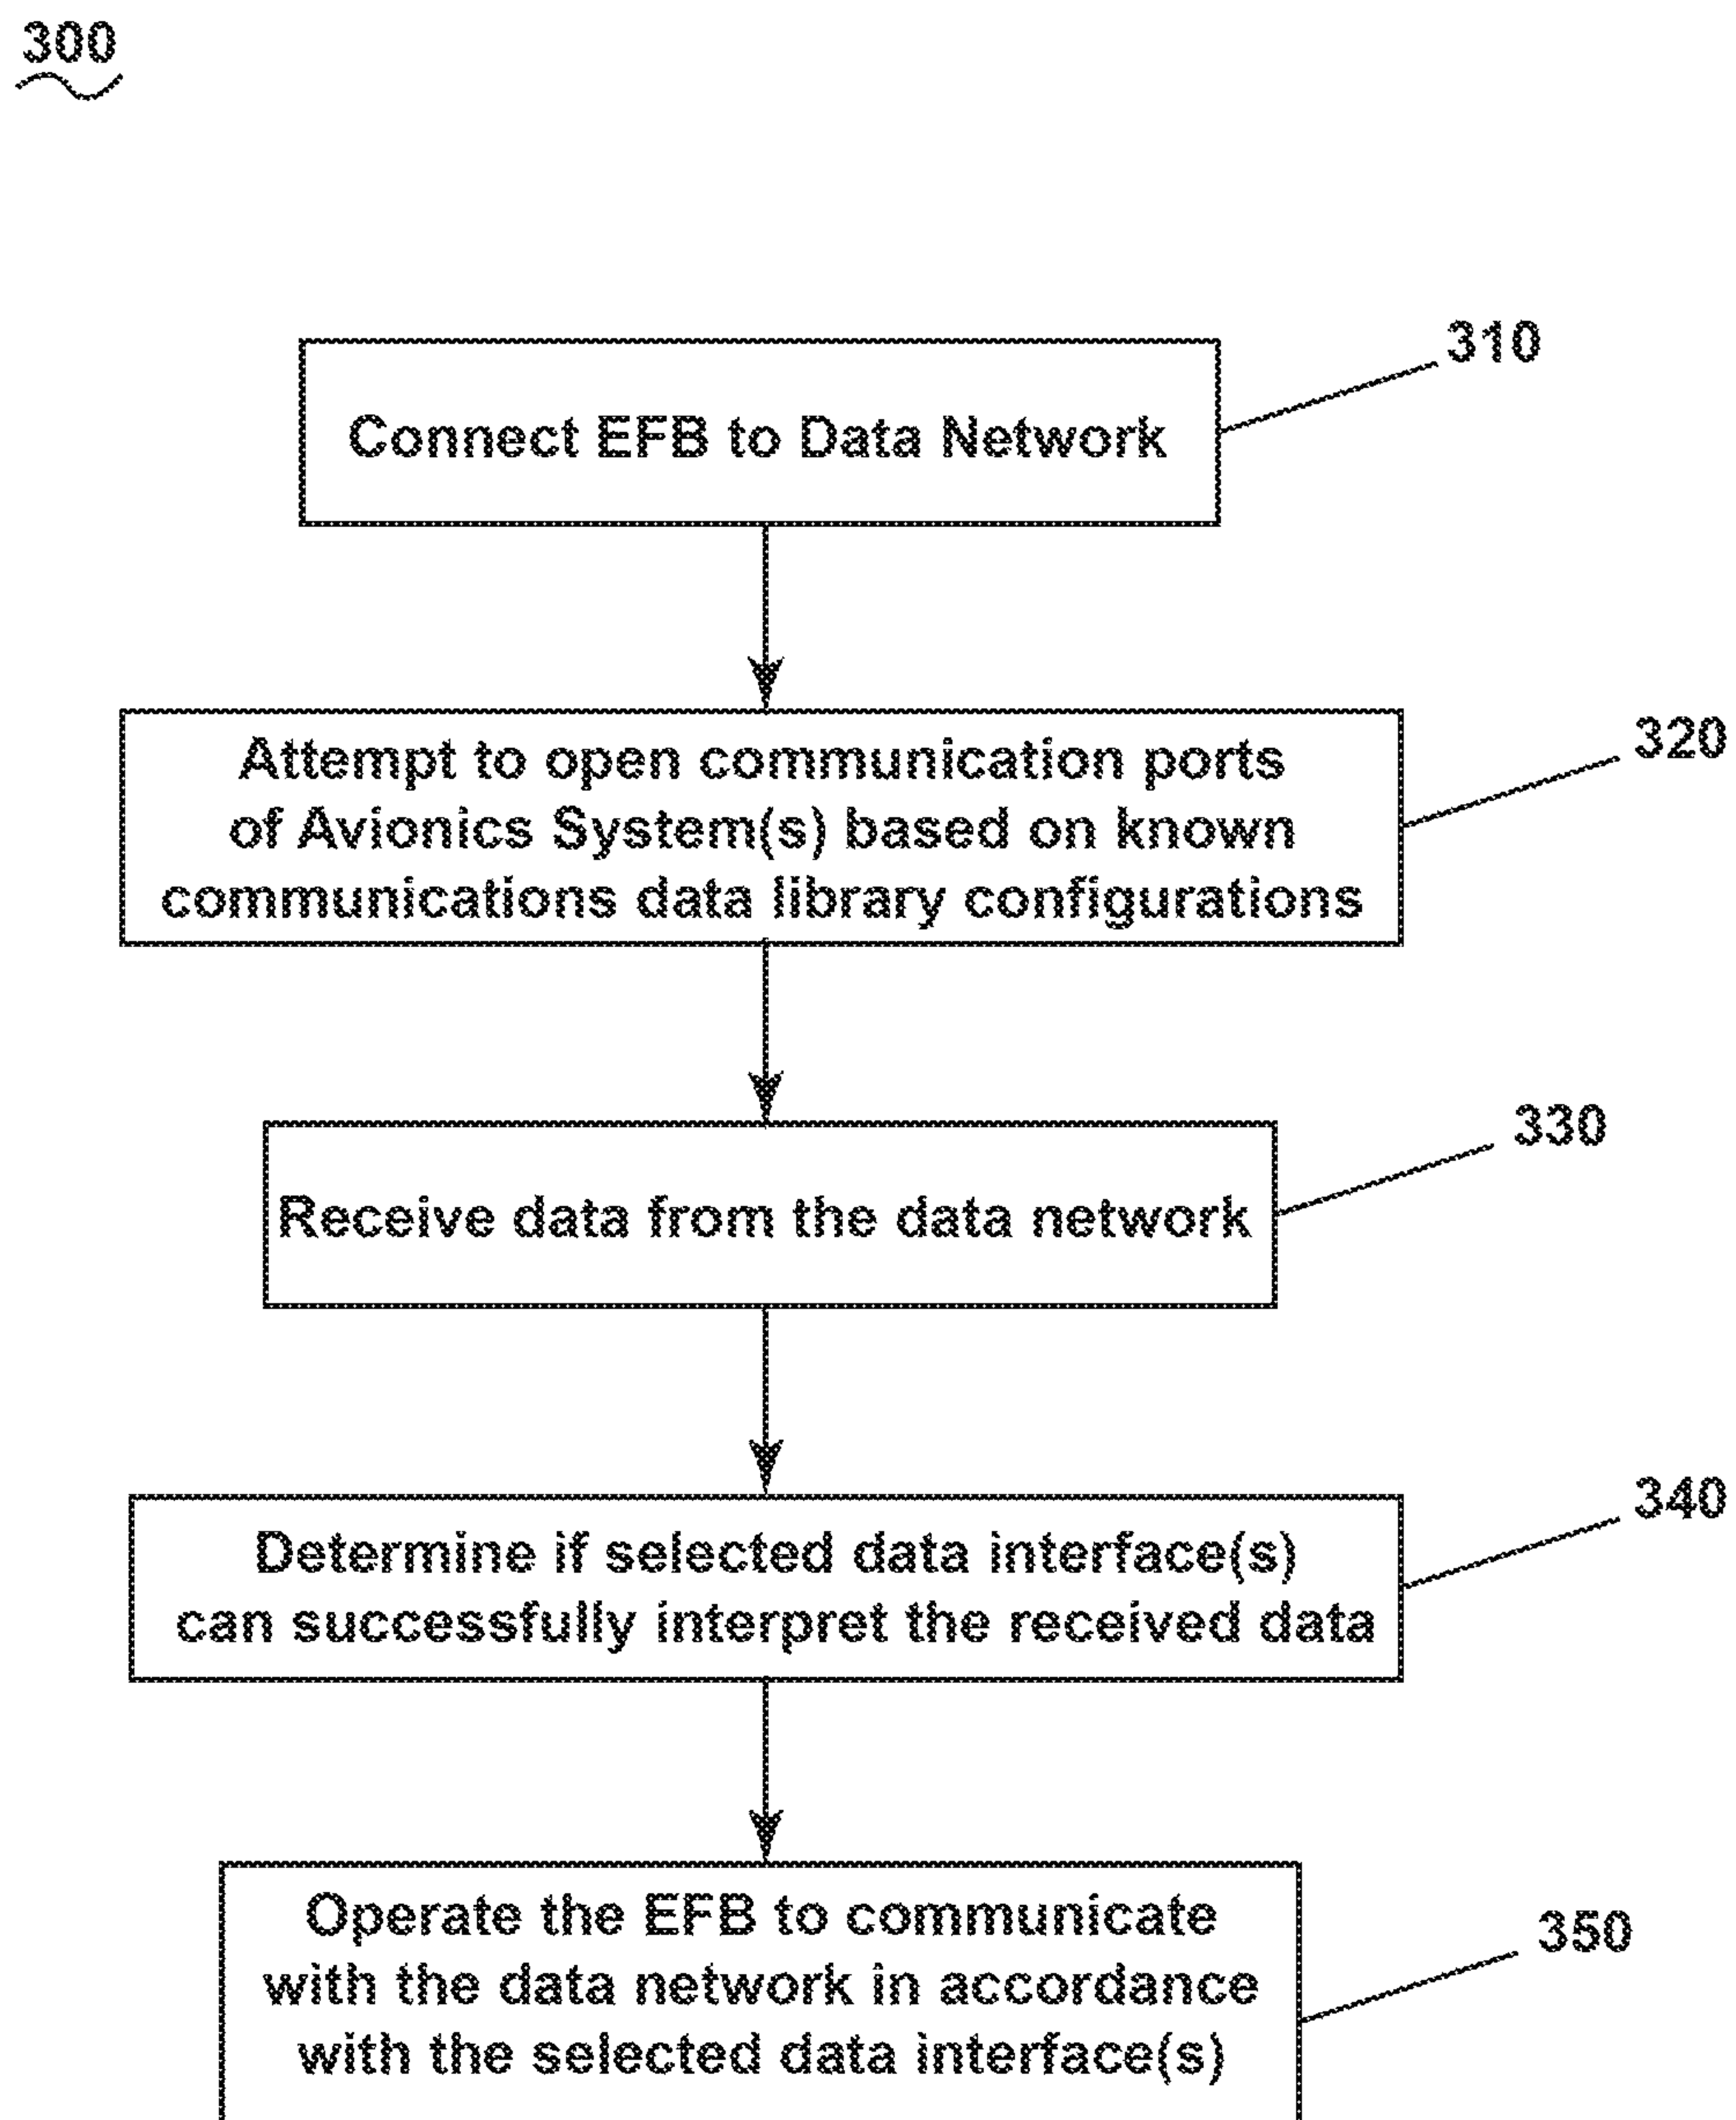 300
310
Connect EFB to Data Network
320
Attempt to open communication ports
of Avionics System(s) based on known
communications data library configurations
330
Receive data from the data network
340
Determine if selected data interface(s)
can successfully interpret the received data
350
Operate the EFB to communicate
with the data network in accordance
with the selected data interface(s)